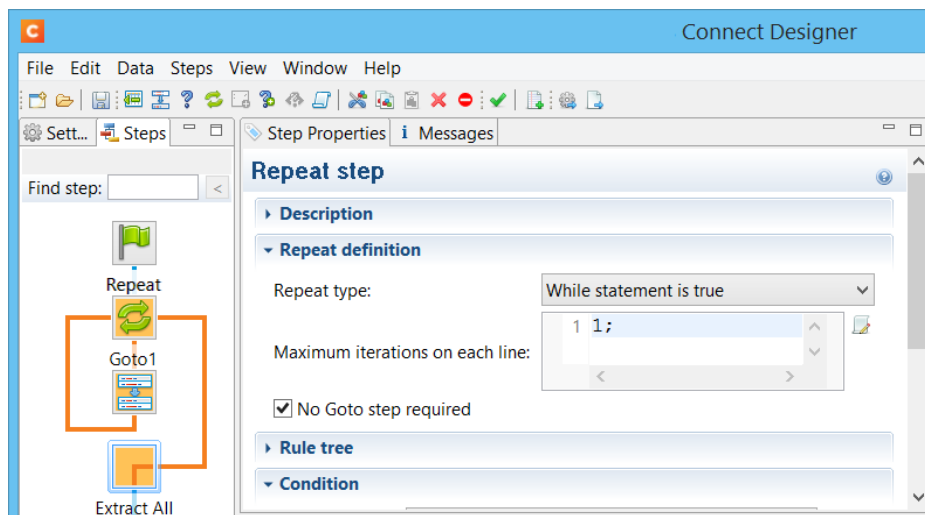 C
Connect Designer
File Edit Data Steps View Window Help
Sett... Steps
Step Properties i Messages
Find step: <
Repeat step
Description
Repeat definition
Repeat
Repeat type: While statement is true
1 1;
Goto1
Maximum iterations on each line:
No Goto step required
Rule tree
Condition
Extract All